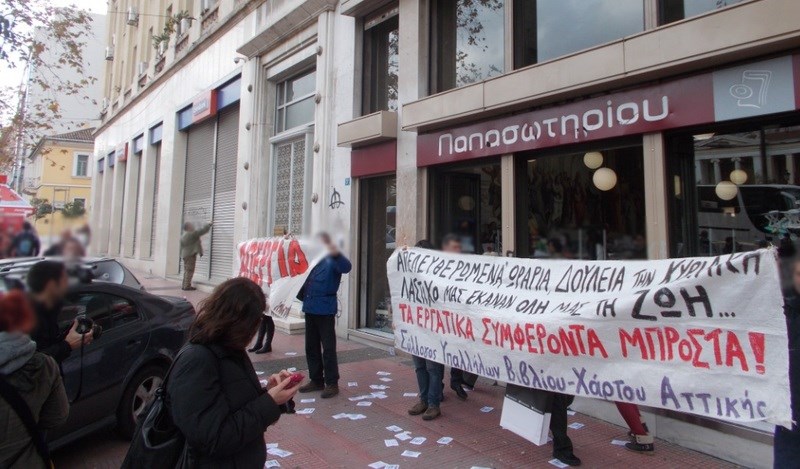 Παπασωτηρίου
ΑΠΕΡΓΙΑ
ΑΠΕΛΕΥΘΕΡΩΜΕΝΑ ΩΡΑΡΙΑ ΔΟΥΛΕΙΑ ΤΗΝ ΚΥΡΙΑΚΗ
ΛΑΣΤΙΧΟ ΜΑΣ ΕΚΑΝΑΝ ΟΛΗ ΜΑΣ ΤΗ ΖΩΗ...
ΤΑ ΕΡΓΑΤΙΚΑ ΣΥΜΦΕΡΟΝΤΑ ΜΠΡΟΣΤΑ!
Σύλλογος Υπαλλήλων Βιβλίου-Χάρτου Αττικής